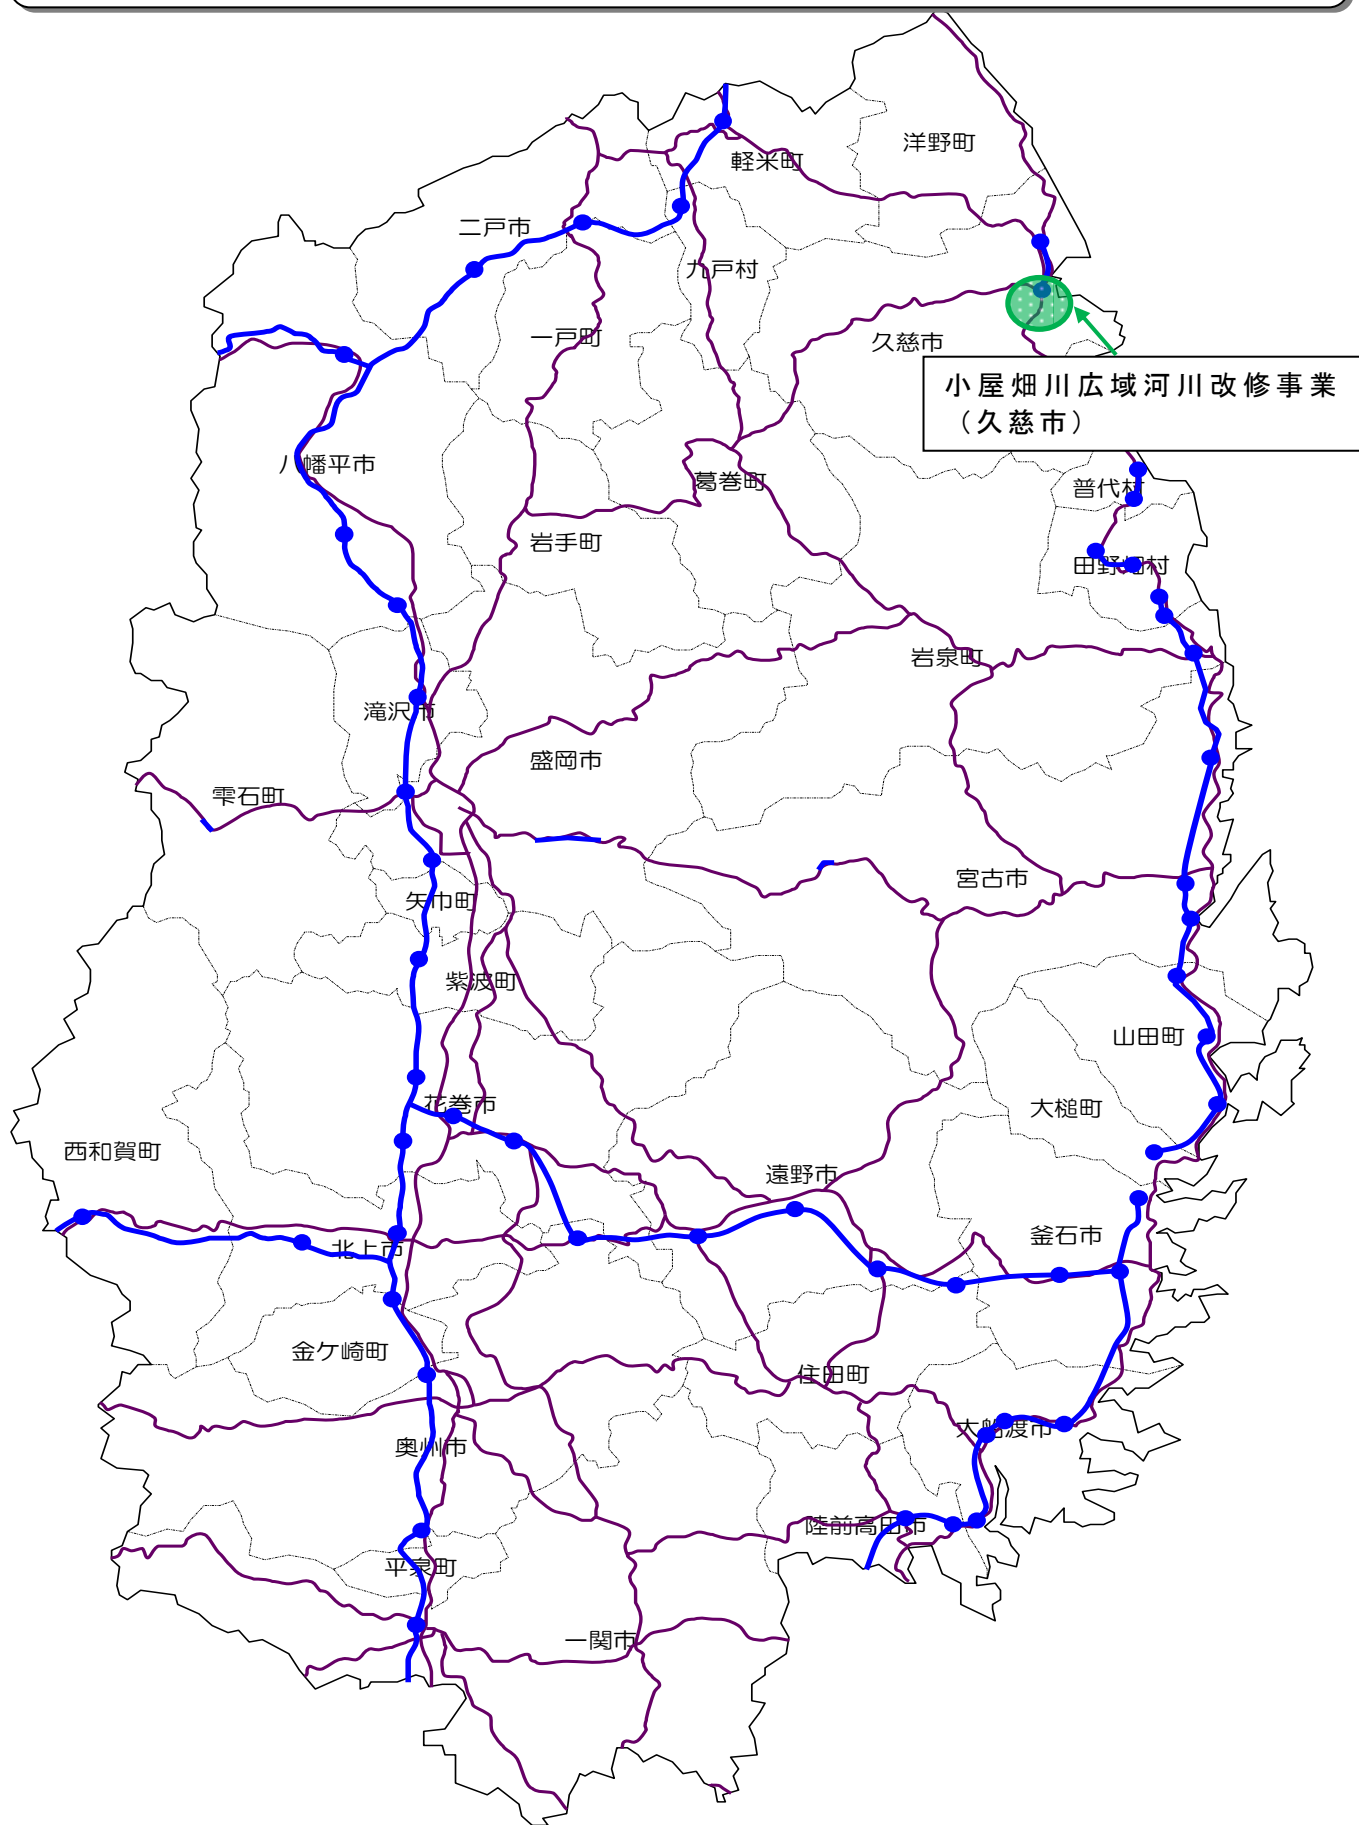 洋野町
軽米町
二戸市
九戸村
一戸町
久慈市
小屋畑川広域河川改修事業
（久慈市）
八幡平市
葛巻町
普代村
岩手町
田野畑村
岩泉町
滝沢市
盛岡市
雫石町
宮古市
矢巾町
紫波町
山田町
花巻市
大槌町
西和賀町
遠野市
釜石市
北上市
金ケ崎町
住田町
大船渡市
奥州市
陸前高田市
平泉町
一関市